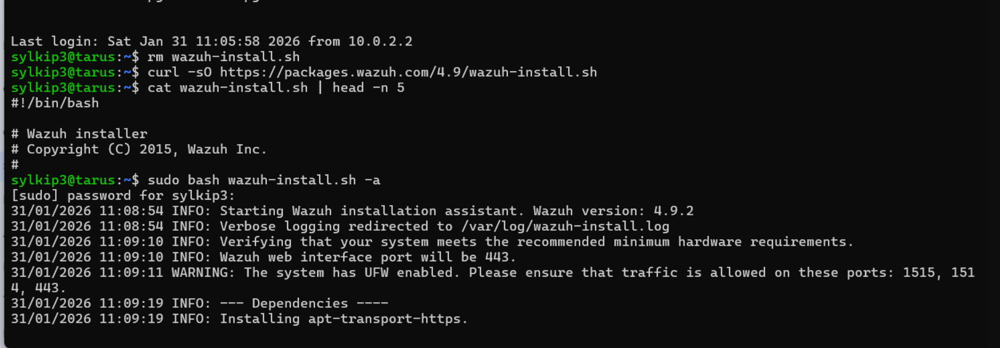 Last login: Sat Jan 31 11:05:58 2026 from 10.0.2.2
sylkip3@tarus:~$ rm wazuh-install.sh
sylkip3@tarus:~$ curl -sO https://packages.wazuh.com/4.9/wazuh-install.sh
sylkip3@tarus:~$ cat wazuh-install.sh | head -n 5
#!/bin/bash

# Wazuh installer
# Copyright (C) 2015, Wazuh Inc.
#
sylkip3@tarus:~$ sudo bash wazuh-install.sh -a
[sudo] password for sylkip3:
31/01/2026 11:08:54 INFO: Starting Wazuh installation assistant. Wazuh version: 4.9.2
31/01/2026 11:08:54 INFO: Verbose logging redirected to /var/log/wazuh-install.log
31/01/2026 11:09:10 INFO: Verifying that your system meets the recommended minimum hardware requirements.
31/01/2026 11:09:10 INFO: Wazuh web interface port will be 443.
31/01/2026 11:09:11 WARNING: The system has UFW enabled. Please ensure that traffic is allowed on these ports: 1515, 151
4, 443.
31/01/2026 11:09:19 INFO: --- Dependencies ----
31/01/2026 11:09:19 INFO: Installing apt-transport-https.